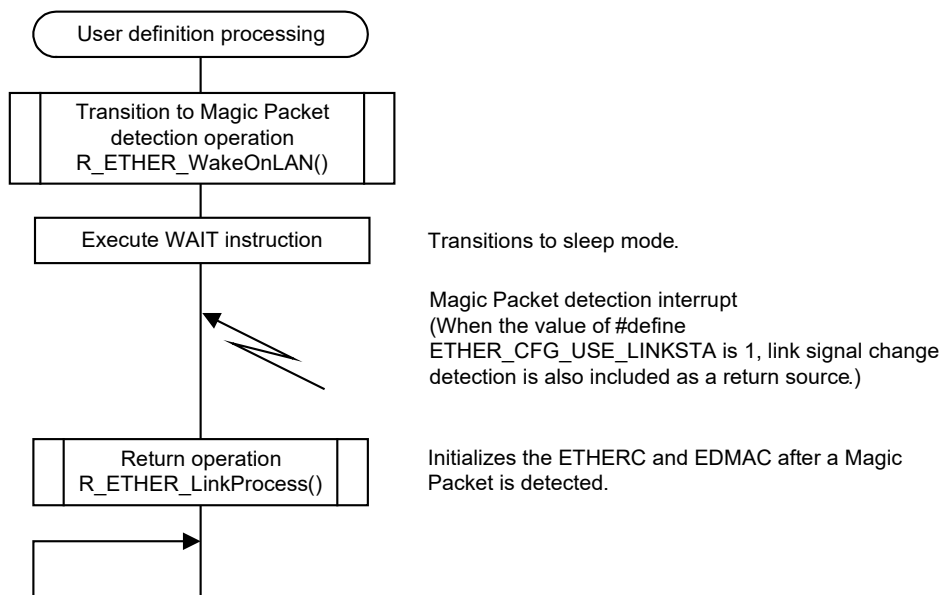 User definition processing
Transition to Magic Packet
detection operation
R_ETHER_WakeOnLAN()
Execute WAIT instruction
Transitions to sleep mode.
Magic Packet detection interrupt
(When the value of #define
ETHER_CFG_USE_LINKSTA is 1, link signal change
detection is also included as a return source.)
Return operation
R_ETHER_LinkProcess()
Initializes the ETHERC and EDMAC after a Magic
Packet is detected.